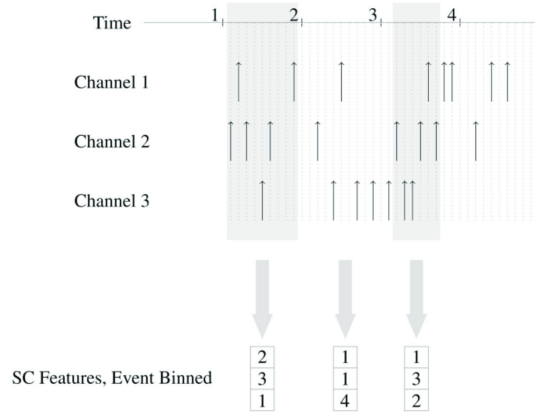 Time 1 2 3 4
Channel 1
Channel 2
Channel 3
2 1 1
SC Features, Event Binned 3 1 3
1 4 2